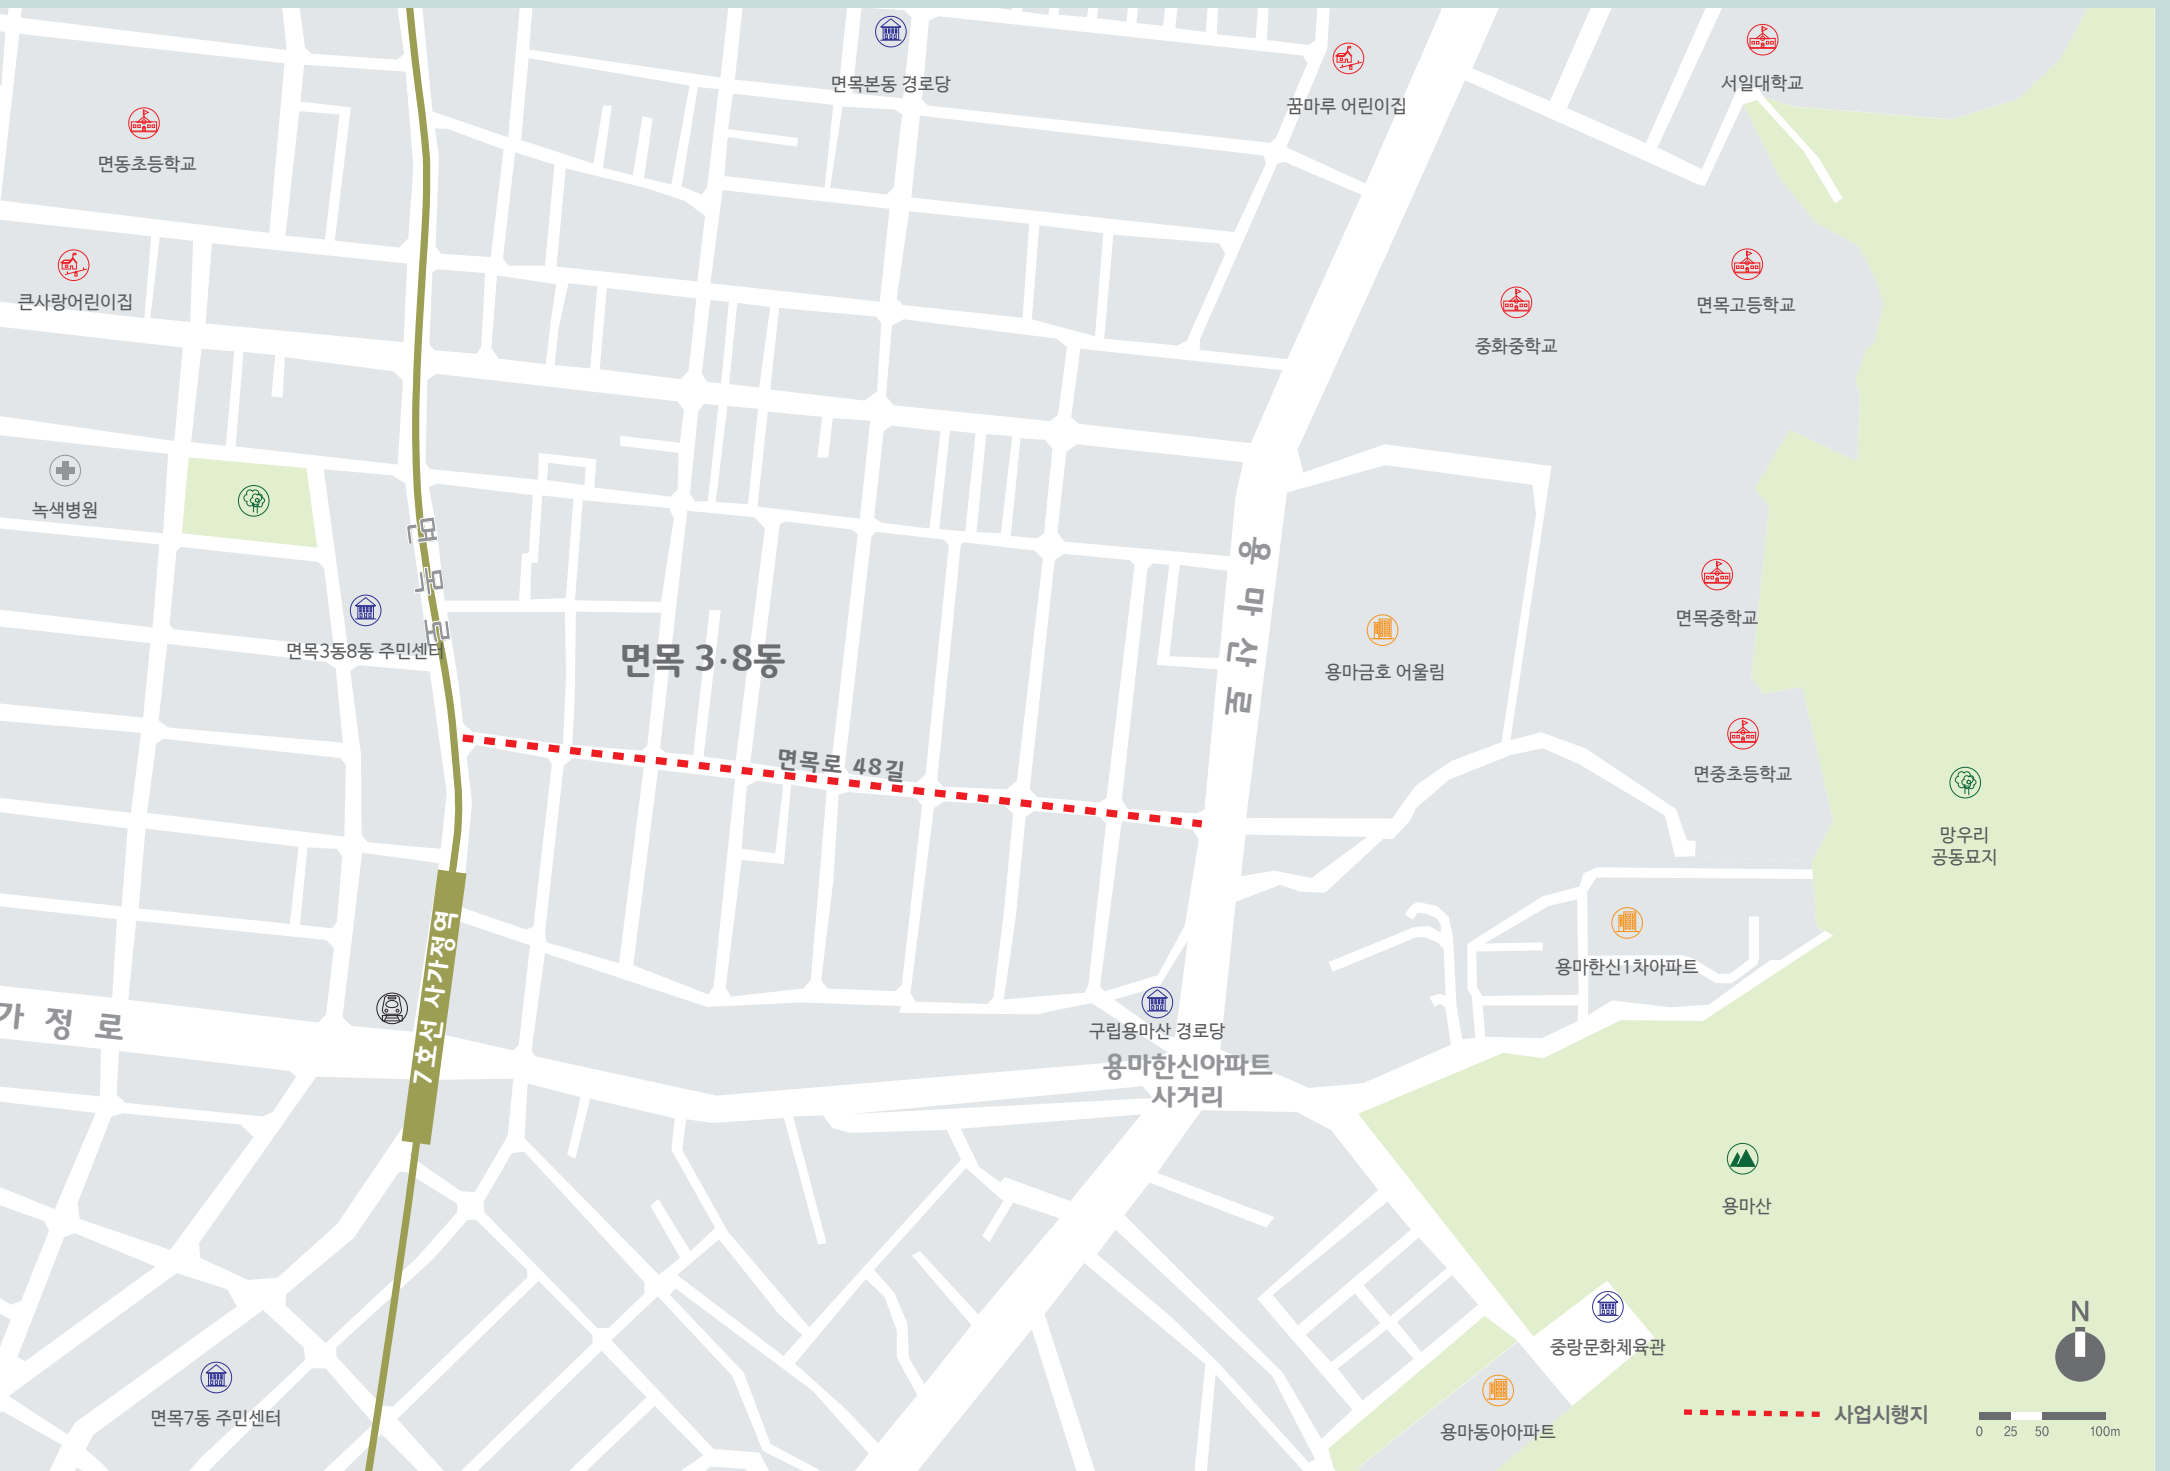 면목본동 경로당
서일대학교
꿈마루 어린이집
면동초등학교
큰사랑어린이집
면목고등학교
중화중학교
녹색병원
면목로
용마산로
면목3동8동 주민센터
면목 3·8동
면목중학교
용마금호 어울림
면목로 48길
면중초등학교
망우리
공동묘지
7호선 사가정역
용마한신1차아파트
가정로
구립용마산 경로당
용마한신아파트
사거리
용마산
중랑문화체육관
면목7동 주민센터
용마동아아파트
N
사업시행지
0 25 50 100m